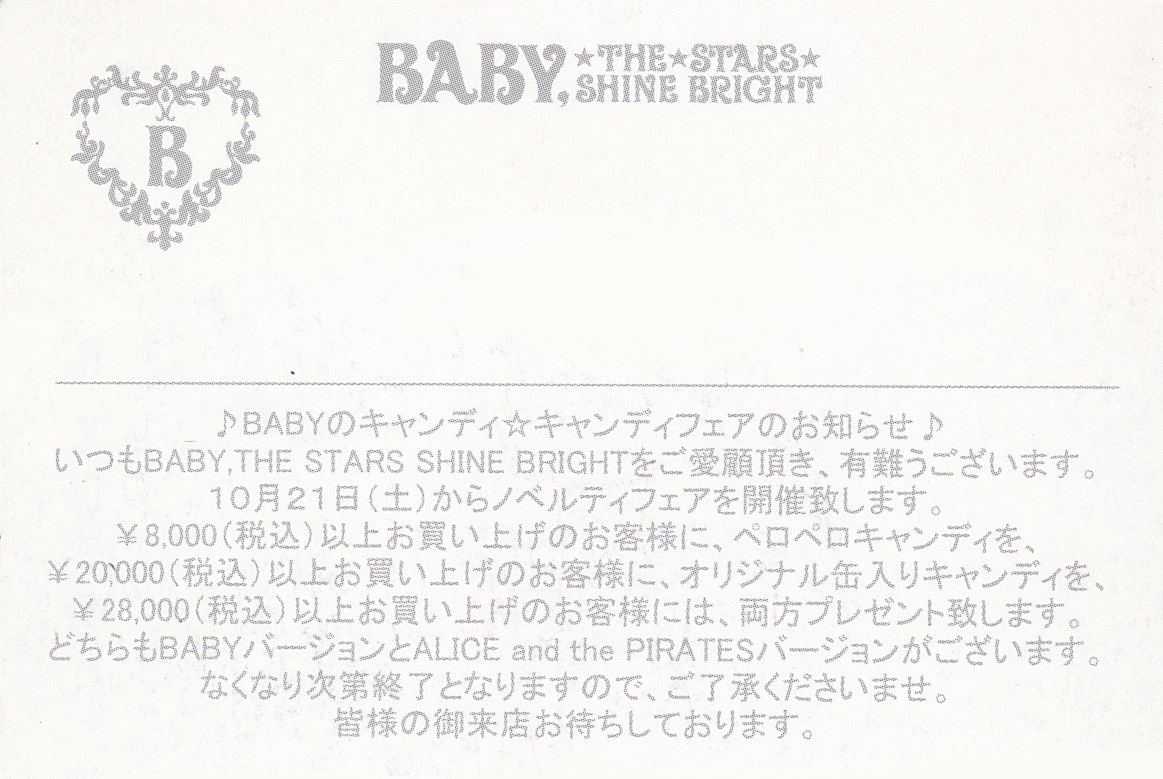 BABY, ★THE★STARS★
SHINE BRIGHT
B
♪BABYのキャンディ☆キャンディフェアのお知らせ♪
いつもBABY,THE STARS SHINE BRIGHTをご愛顧頂き、有難うございます。
10月21日(土)からノベルティフェアを開催致します。
￥8,000(税込)以上お買い上げのお客様に、ペロペロキャンディを、
￥20,000(税込)以上お買い上げのお客様に、オリジナル缶入りキャンディを、
￥28,000(税込)以上お買い上げのお客様には、両方プレゼント致します。
どちらもBABYバージョンとALICE and the PIRATESバージョンがございます。
なくなり次第終了となりますので、ご了承くださいませ。
皆様の御来店お待ちしております。